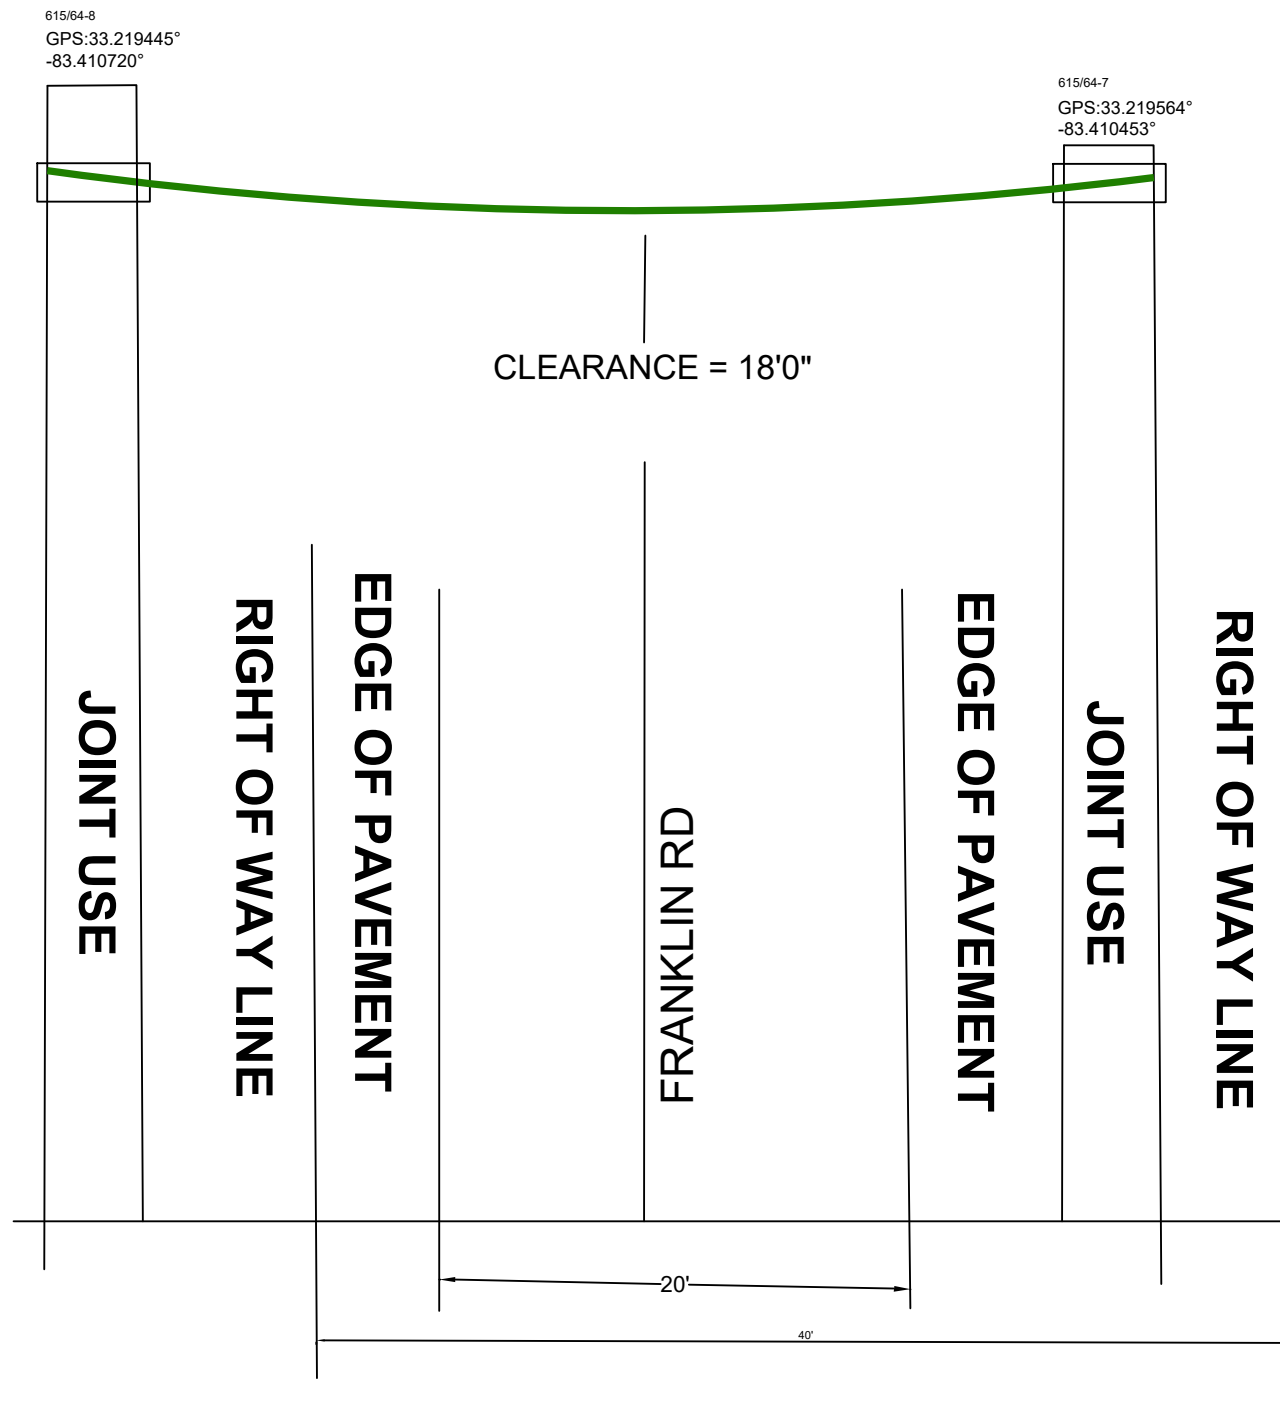 615/64-8
GPS:33.219445°
-83.410720°
615/64-7
GPS:33.219564°
-83.410453°
CLEARANCE = 18'0"
JOINT USE
RIGHT OF WAY LINE
EDGE OF PAVEMENT
FRANKLIN RD
EDGE OF PAVEMENT
JOINT USE
RIGHT OF WAY LINE
20'
40'